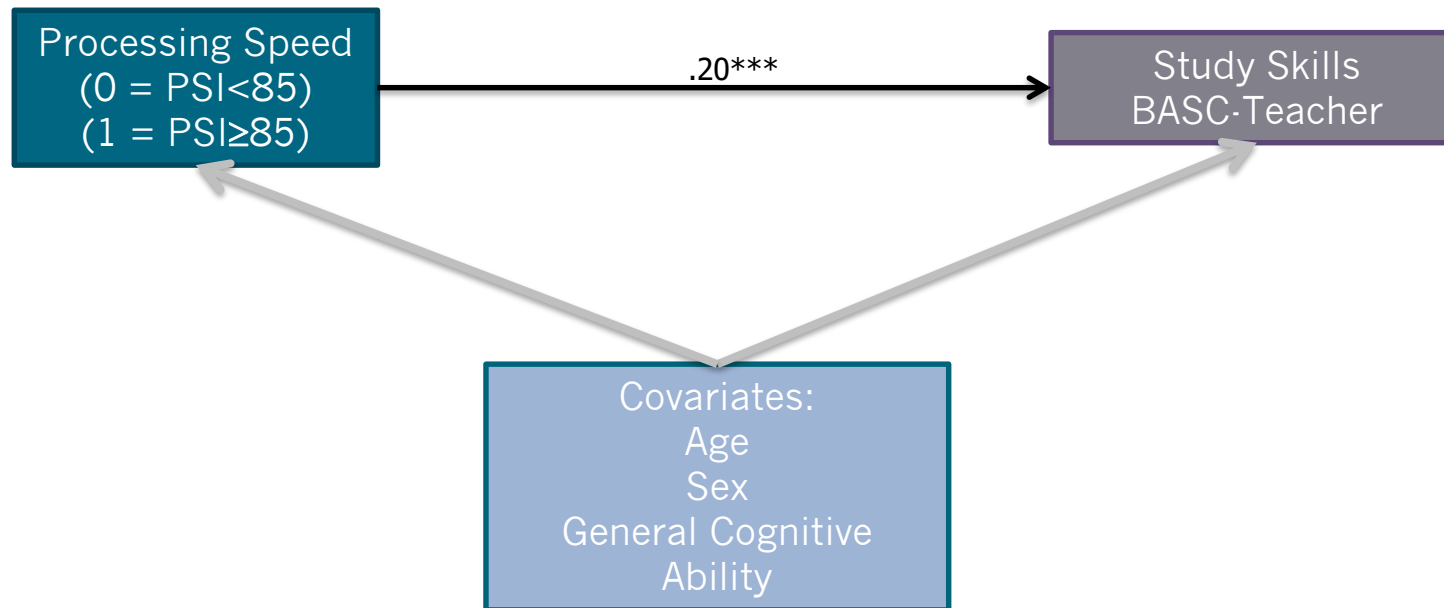 Processing Speed
(0 = PSI<85)
(1 = PSI≥85)
.20***
Study Skills
BASC-Teacher
Covariates:
Age
Sex
General Cognitive
Ability